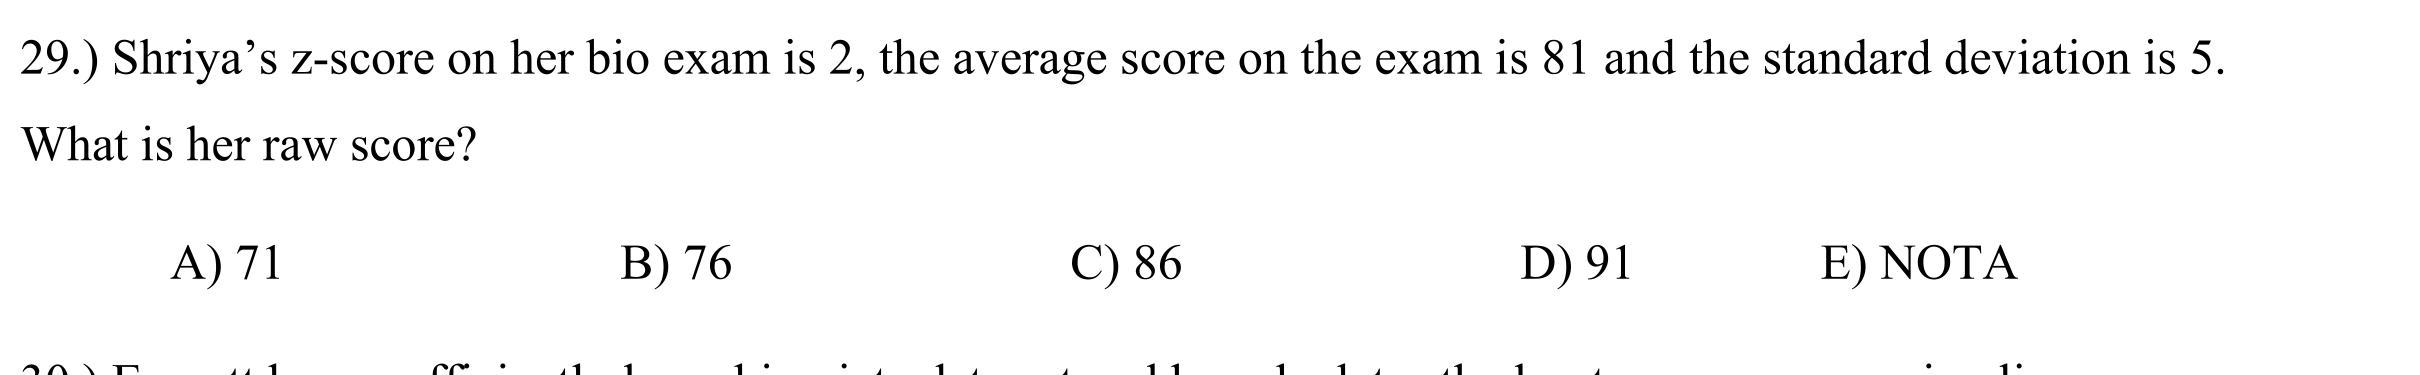 29.) Shriya’s z-score on her bio exam is 2, the average score on the exam is 81 and the standard deviation is 5.
What is her raw score?
A) 71 B) 76 C) 86 D) 91 E) NOTA